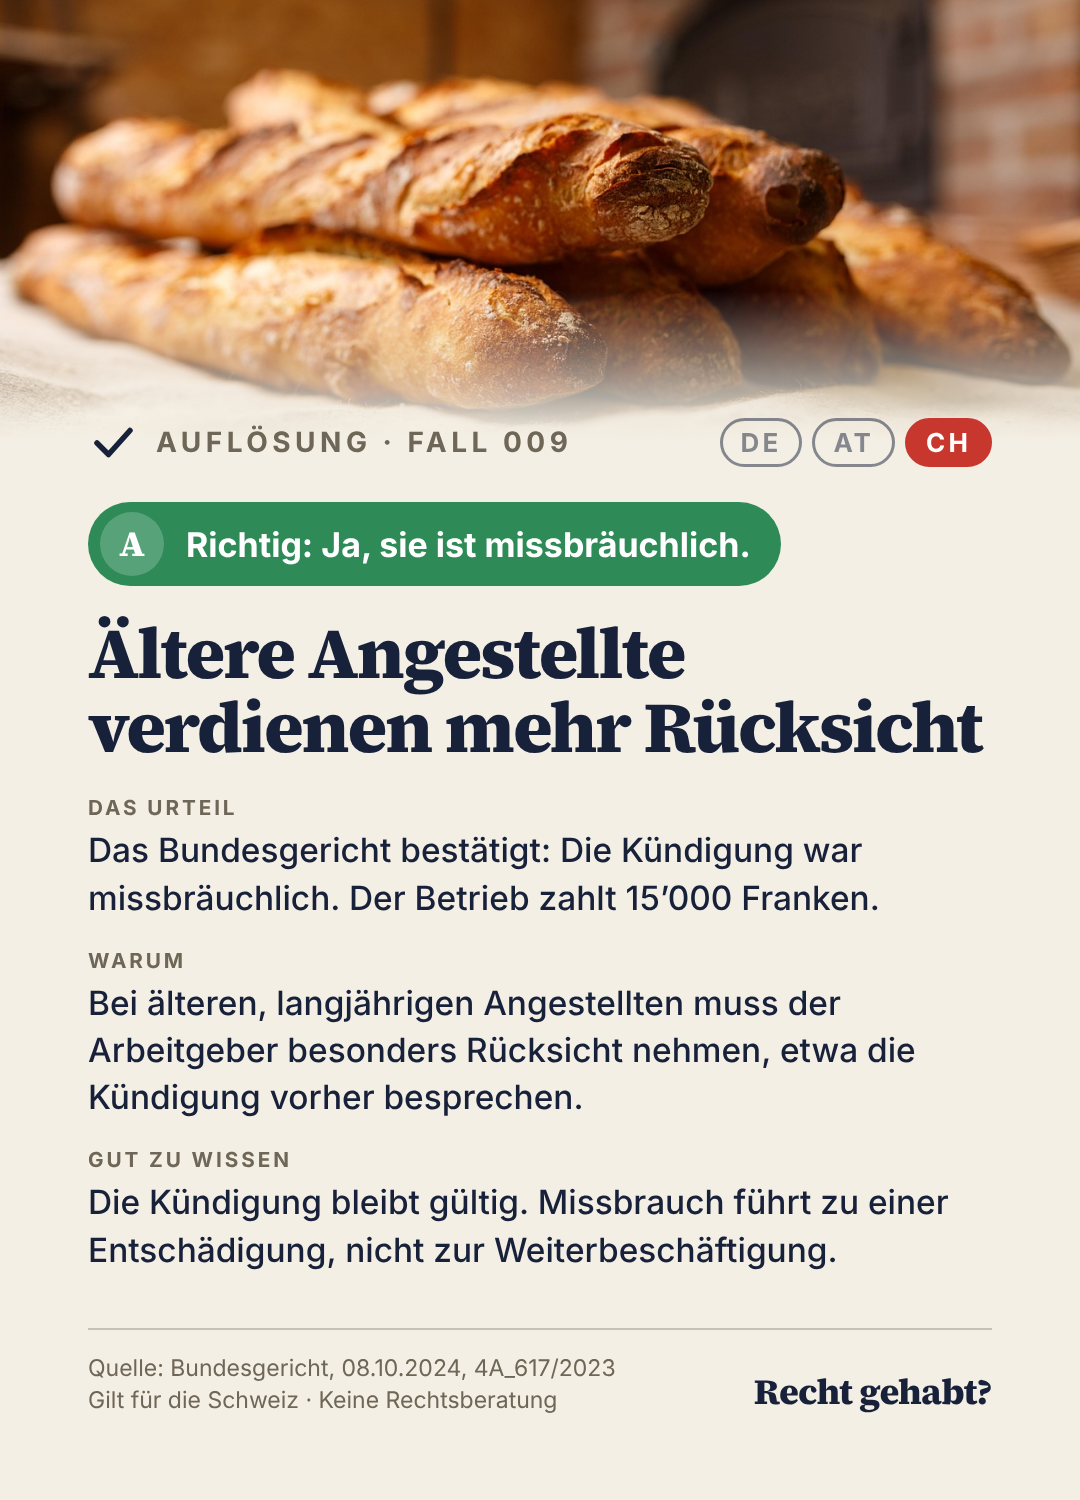 AUFLÖSUNG · FALL 009
DE AT CH
A Richtig: Ja, sie ist missbräuchlich.
Ältere Angestellte
verdienen mehr Rücksicht
DAS URTEIL
Das Bundesgericht bestätigt: Die Kündigung war
missbräuchlich. Der Betrieb zahlt 15’000 Franken.
WARUM
Bei älteren, langjährigen Angestellten muss der
Arbeitgeber besonders Rücksicht nehmen, etwa die
Kündigung vorher besprechen.
GUT ZU WISSEN
Die Kündigung bleibt gültig. Missbrauch führt zu einer
Entschädigung, nicht zur Weiterbeschäftigung.
Quelle: Bundesgericht, 08.10.2024, 4A_617/2023
Gilt für die Schweiz · Keine Rechtsberatung
Recht gehabt?